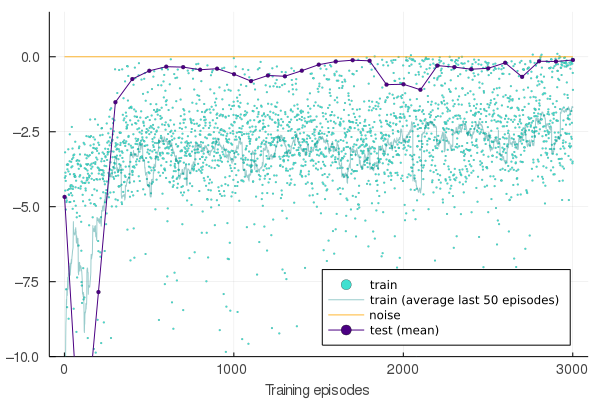 0.0
−2.5
−5.0
−7.5
−10.0
0
1000
2000
3000
Training episodes
train
train (average last 50 episodes)
noise
test (mean)